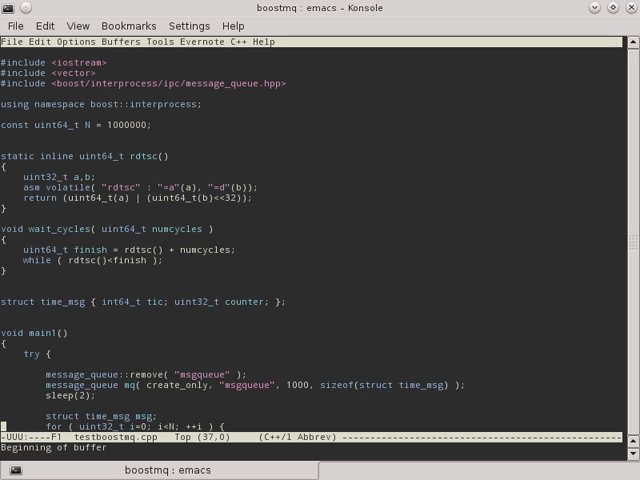 boostmq : emacs – Konsole
File Edit View Bookmarks Settings Help
File Edit Options Buffers Tools Evernote C++ Help
#include <iostream>
#include <vector>
#include <boost/interprocess/ipc/message_queue.hpp>
using namespace boost::interprocess;
const uint64_t N = 1000000;
static inline uint64_t rdtsc()
{
    uint32_t a,b;
    asm volatile( "rdtsc" : "=a"(a), "=d"(b));
    return (uint64_t(a) | (uint64_t(b)<<32));
}
void wait_cycles( uint64_t numcycles )
{
    uint64_t finish = rdtsc() + numcycles;
    while ( rdtsc()<finish );
}
struct time_msg { int64_t tic; uint32_t counter; };
void main1()
{
    try {
        message_queue::remove( "msgqueue" );
        message_queue mq( create_only, "msgqueue", 1000, sizeof(struct time_msg) );
        sleep(2);
        struct time_msg msg;
        for ( uint32_t i=0; i<N; ++i ) {
-UUU:----F1  testboostmq.cpp   Top (37,0)     (C++/l Abbrev) --------------------------------------------------
Beginning of buffer
boostmq : emacs